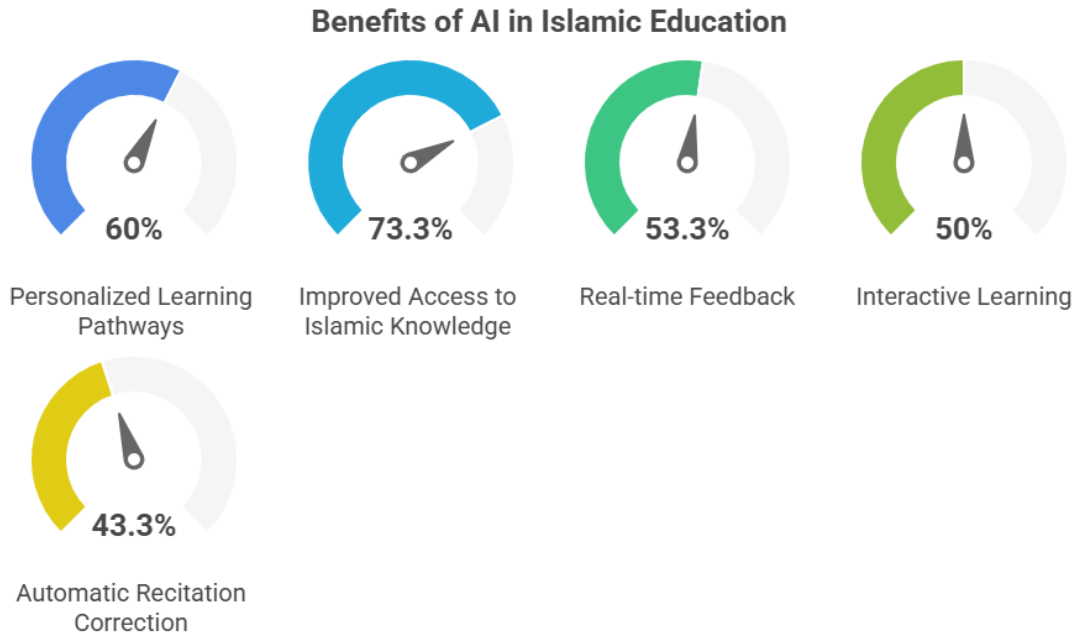 Benefits of AI in Islamic Education
60%
73.3%
53.3%
50%
Personalized Learning
Pathways
Improved Access to
Islamic Knowledge
Real-time Feedback
Interactive Learning
43.3%
Automatic Recitation
Correction